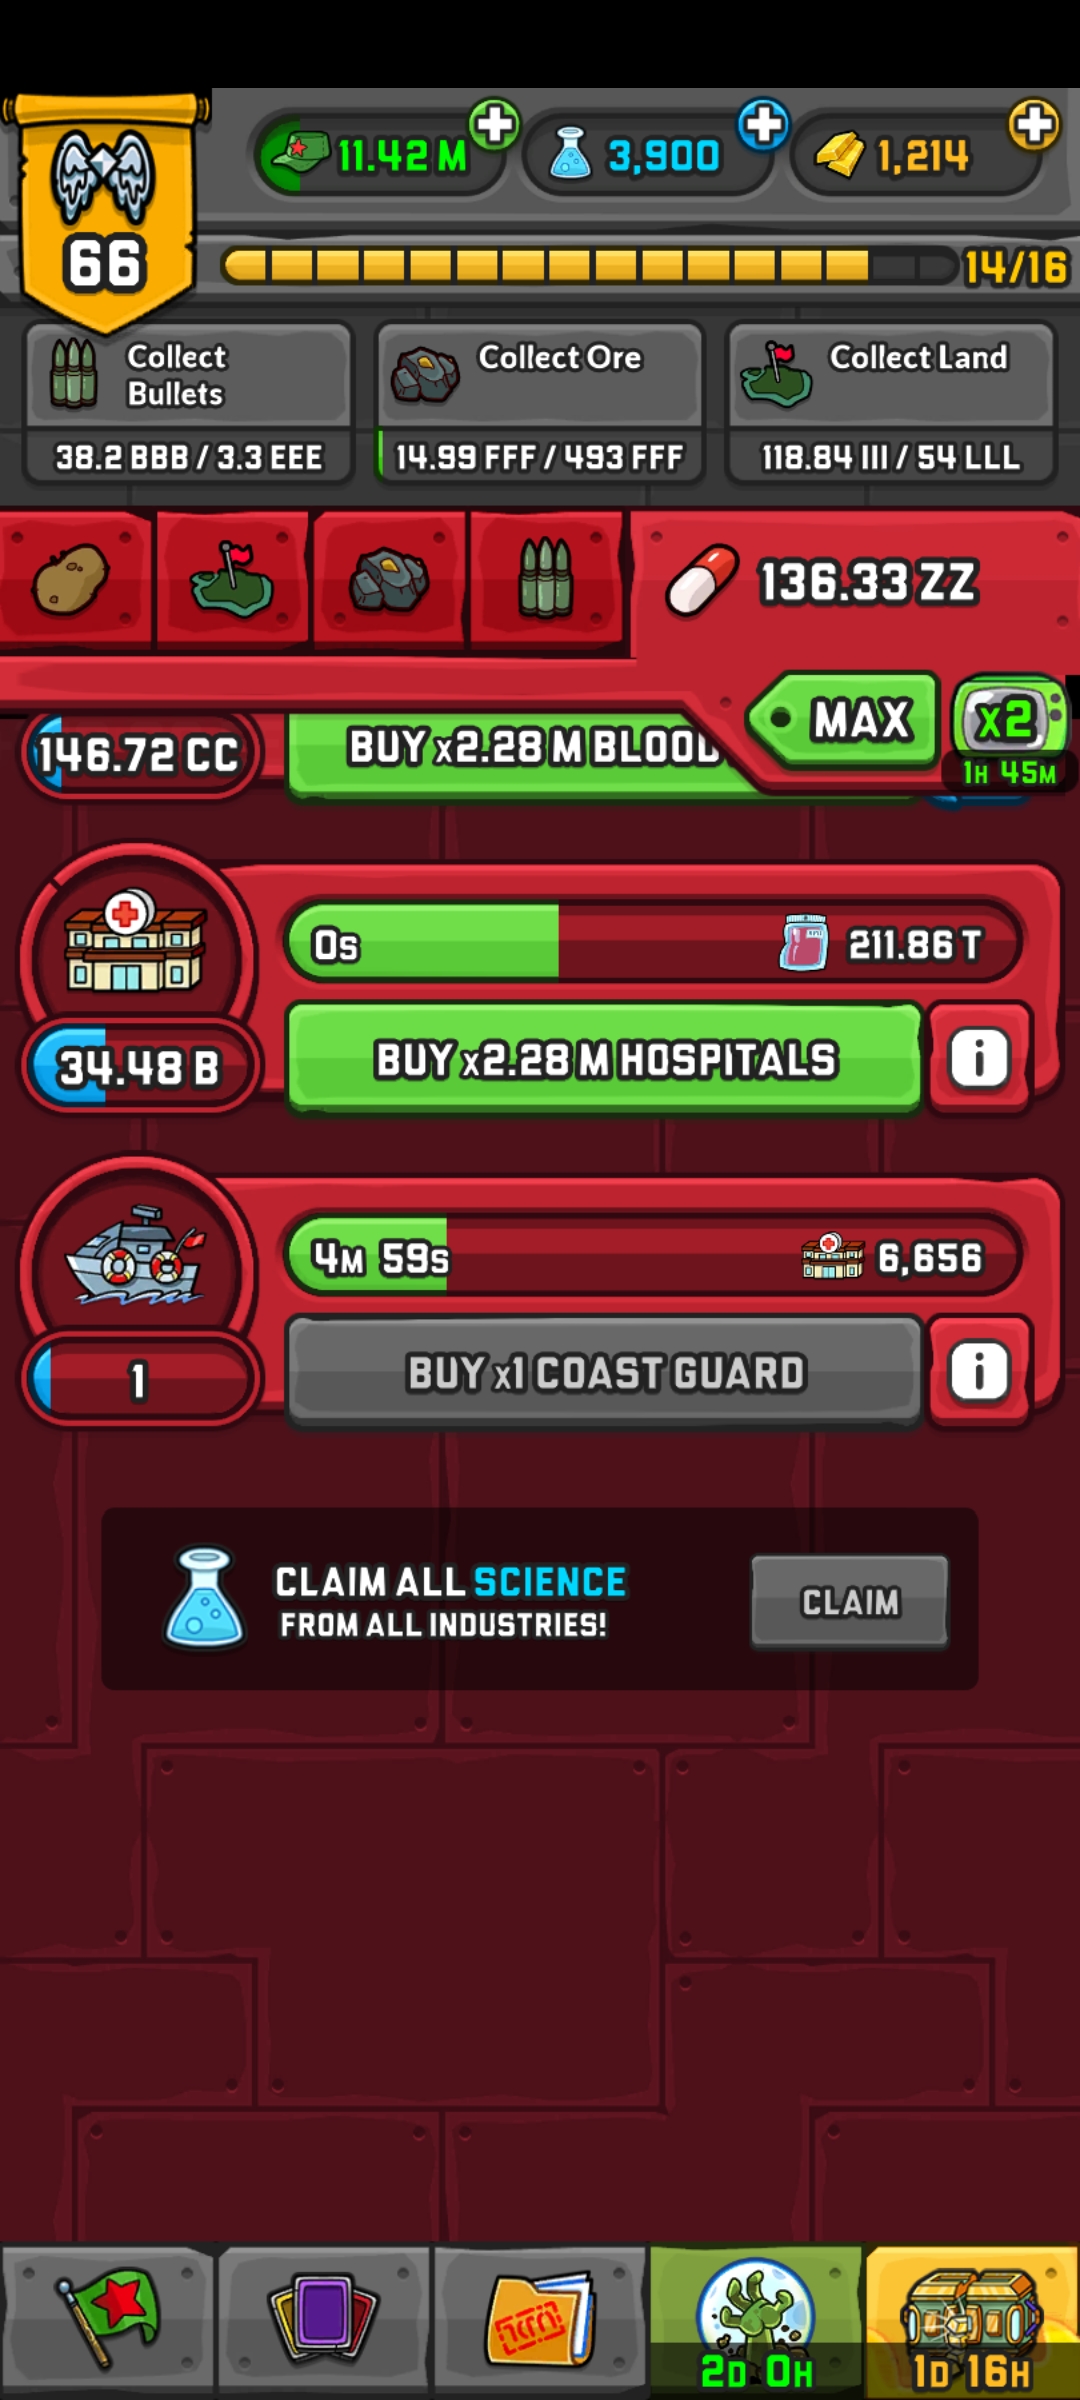 11.42 M
3,900
1,214
66
14/16
Collect
Bullets
38.2 BBB / 3.3 EEE
Collect Ore
14.99 FFF / 493 FFF
Collect Land
118.84 III / 54 LLL
136.33 ZZ
MAX
x2
1H 45M
146.72 CC
BUY x2.28 M BLOOD
0s
211.86 T
34.48 B
BUY x2.28 M HOSPITALS
i
4M 59s
6,656
1
BUY x1 COAST GUARD
i
CLAIM ALL SCIENCE
FROM ALL INDUSTRIES!
CLAIM
2D 0H
1D 16H